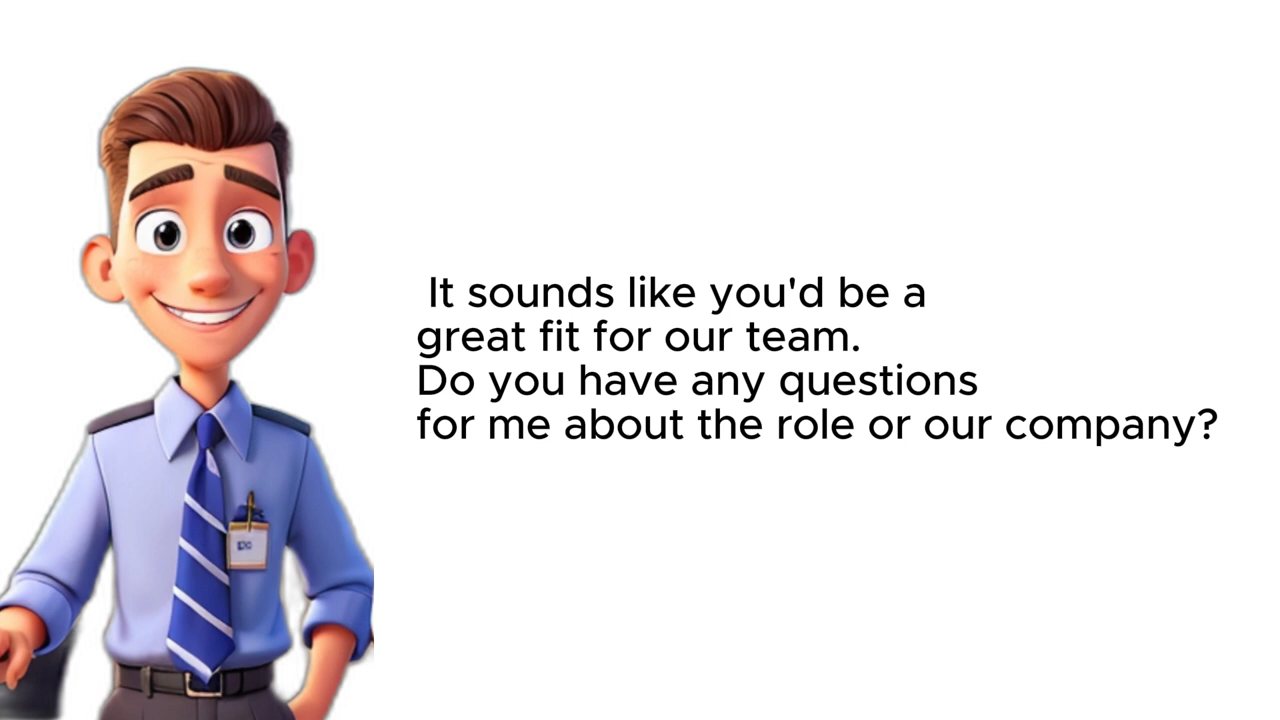 It sounds like you'd be a
great fit for our team.
Do you have any questions
for me about the role or our company?